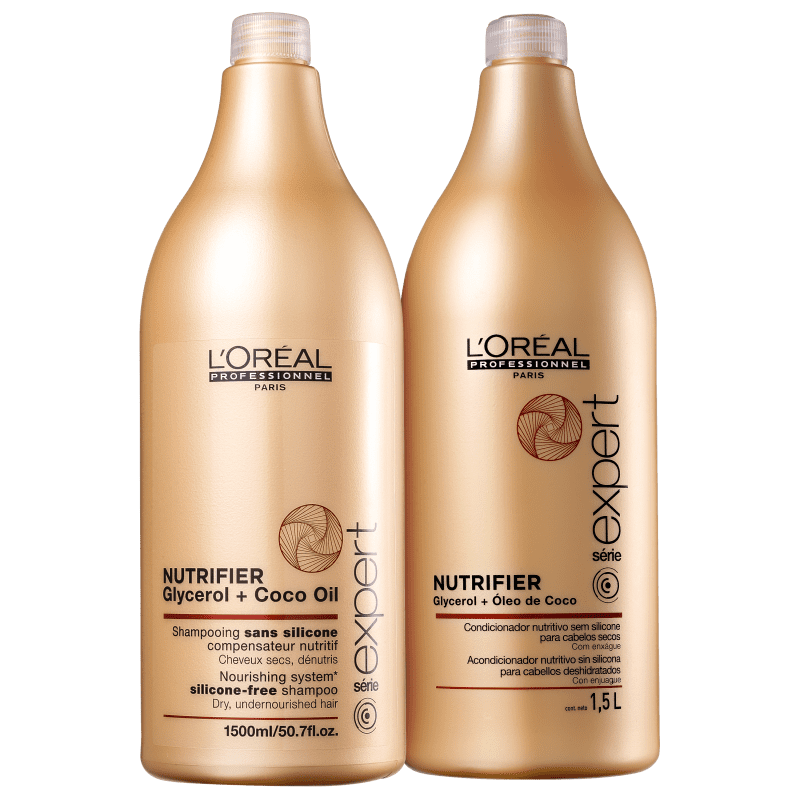 L'ORÉAL
PROFESSIONNEL
PARIS
NUTRIFIER
Glycerol + Coco Oil
Shampooing sans silicone
compensateur nutritif
Cheveux secs, dénutris
Nourishing system*
silicone-free shampoo
Dry, undernourished hair
1500ml/50.7fl.oz.
série expert
L'ORÉAL
PROFESSIONNEL
PARIS
série expert
NUTRIFIER
Glycerol + Óleo de Coco
Condicionador nutritivo sem silicone
para cabelos secos
Com enxágue
Acondicionador nutritivo sin silicona
para cabellos deshidratados
Con enjuague
cont. neto 1,5 L